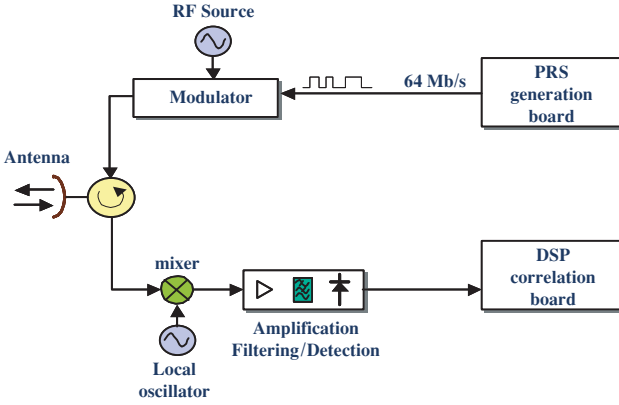 RF Source
Modulator
64 Mb/s
PRS
generation
board
Antenna
mixer
Local
oscillator
Amplification
Filtering/Detection
DSP
correlation
board